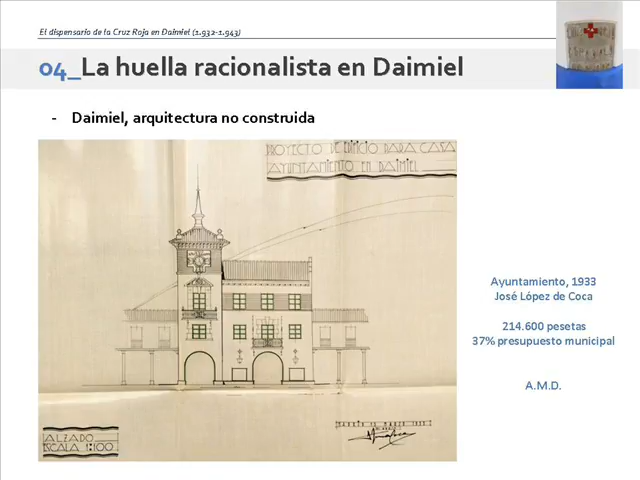 El dispensario de la Cruz Roja en Daimiel (1.932-1.943)
04_La huella racionalista en Daimiel
- Daimiel, arquitectura no construida
PROYECTO DE EDIFICIO PARA CASA
AYUNTAMIENTO EN DAIMIEL
Ayuntamiento, 1933
José López de Coca
214.600 pesetas
37% presupuesto municipal
A.M.D.
ALZADO
ESCALA 1:100